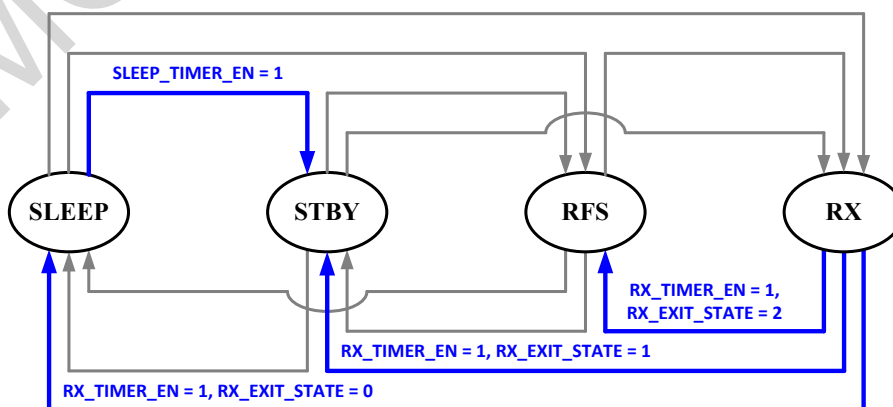 SLEEP_TIMER_EN = 1
SLEEP
STBY
RFS
RX
RX_TIMER_EN = 1,
RX_EXIT_STATE = 2
RX_TIMER_EN = 1, RX_EXIT_STATE = 1
RX_TIMER_EN = 1, RX_EXIT_STATE = 0